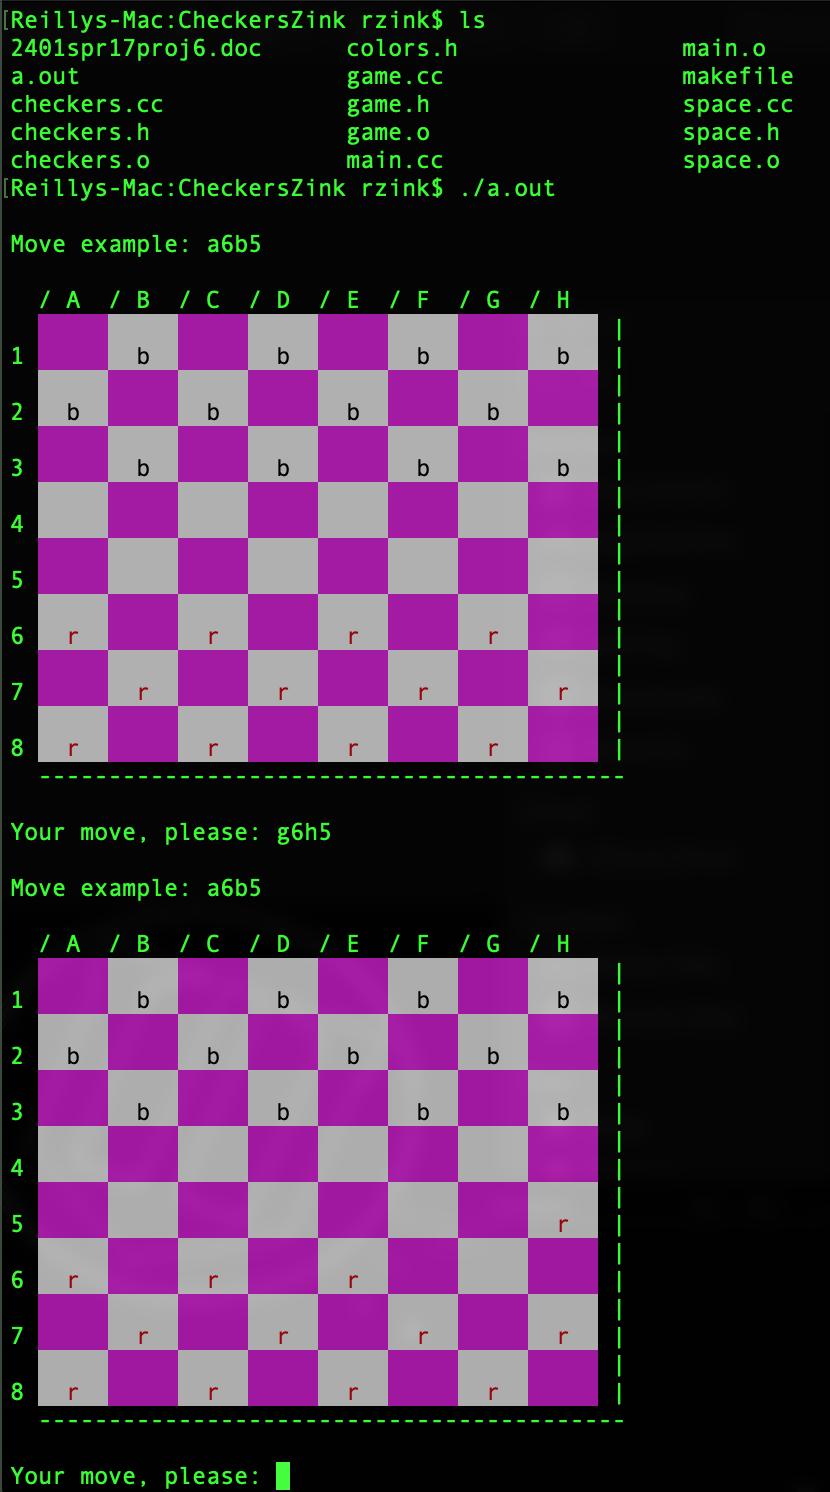 [Reillys-Mac:CheckersZink rzink$ ls
2401spr17proj6.doc colors.h main.o
a.out game.cc makefile
checkers.cc game.h space.cc
checkers.h game.o space.h
checkers.o main.cc space.o
[Reillys-Mac:CheckersZink rzink$ ./a.out
Move example: a6b5
/ A / B / C / D / E / F / G / H
1 b b b b |
2 b b b b |
3 b b b b |
4 |
5 |
6 r r r r |
7 r r r r |
8 r r r r |
------------------------------------------
Your move, please: g6h5
Move example: a6b5
/ A / B / C / D / E / F / G / H
1 b b b b |
2 b b b b |
3 b b b b |
4 |
5 r |
6 r r r |
7 r r r r |
8 r r r r |
------------------------------------------
Your move, please: